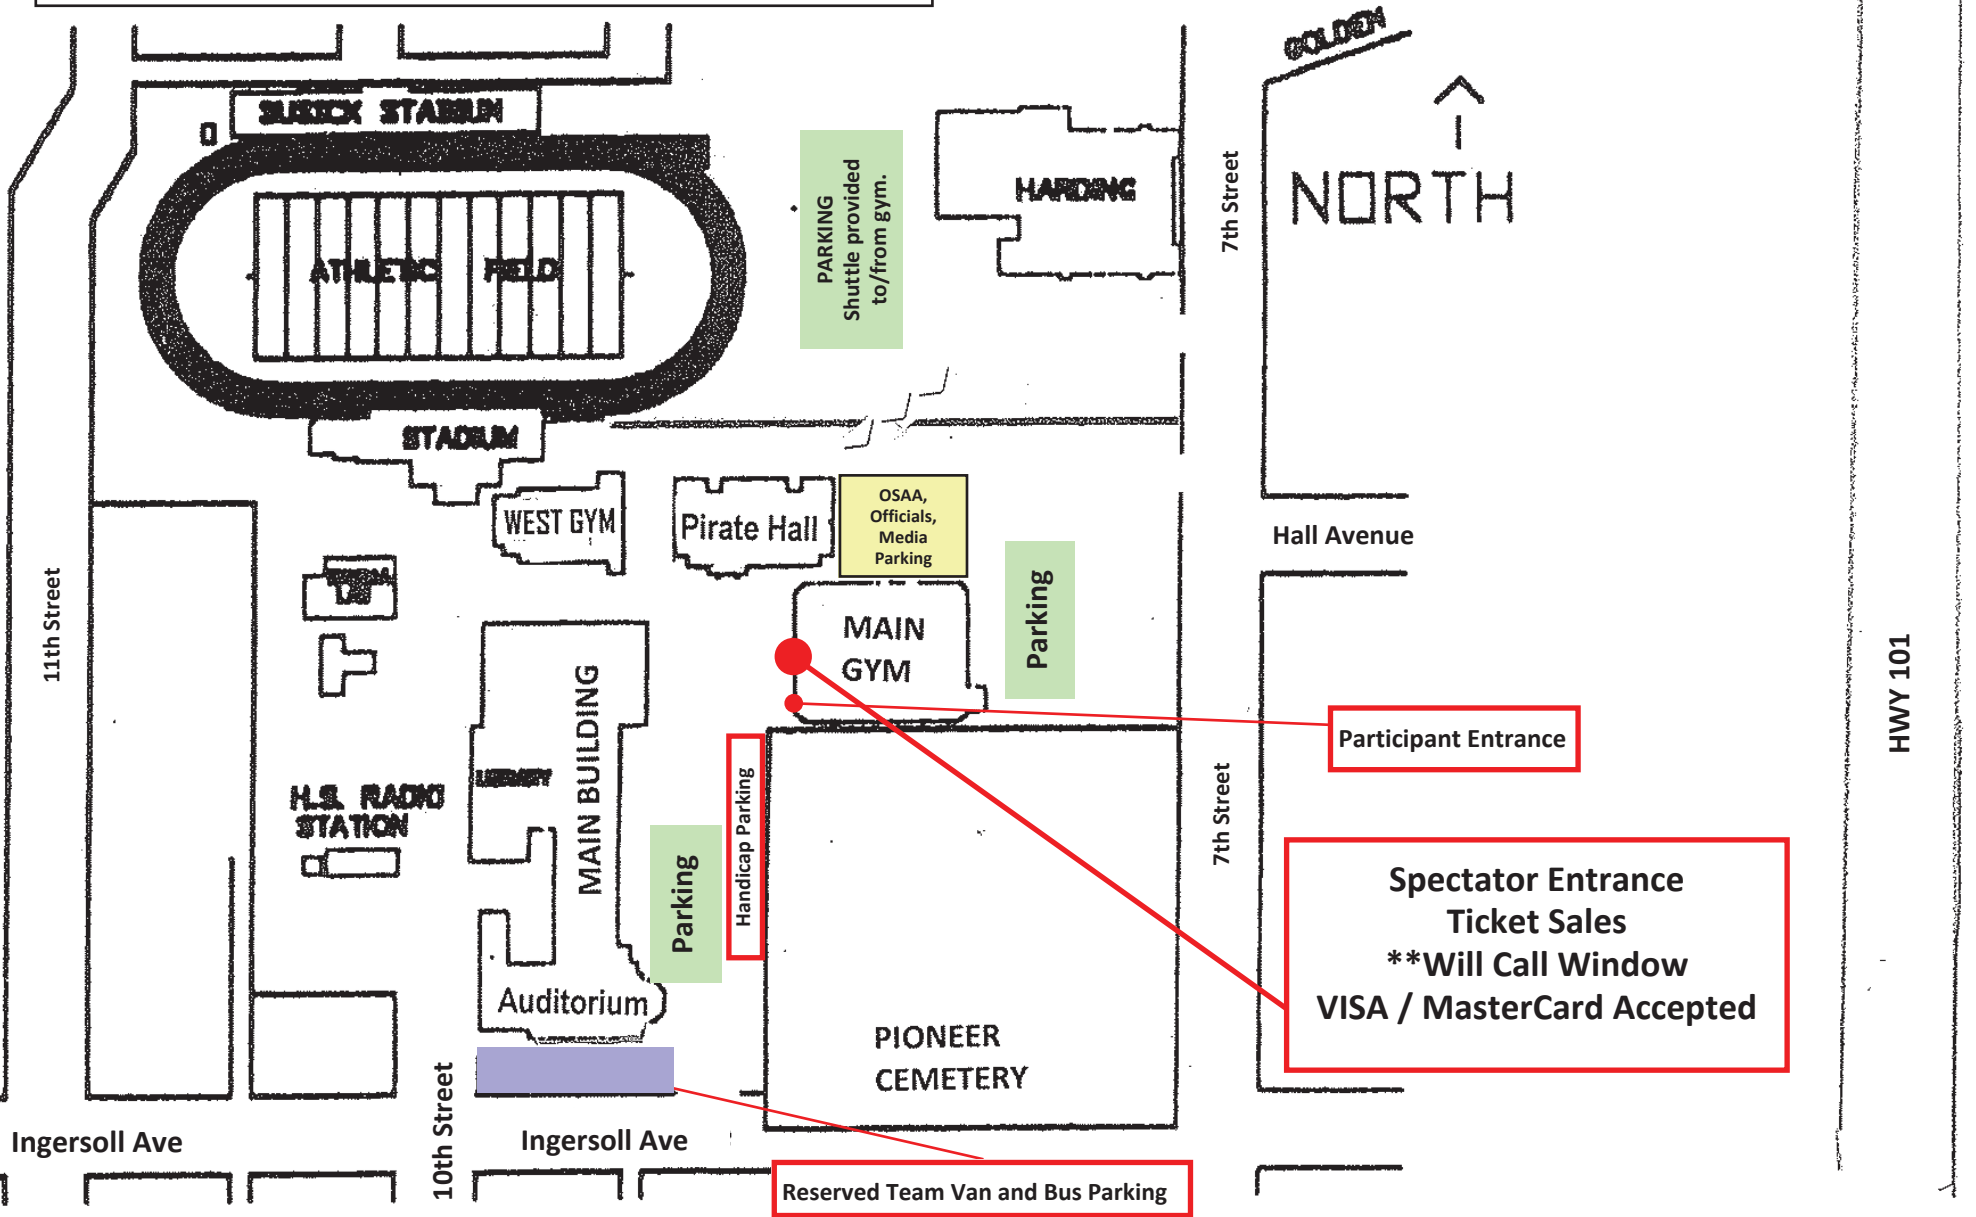 GOLDEN
SUSICK STADIUM
NORTH
PARKING
Shuttle provided
to/from gym.
HARDING
7th Street
ATHLETIC FIELD
STADIUM
WEST GYM
Pirate Hall
OSAA,
Officials,
Media
Parking
Hall Avenue
11th Street
MAIN
GYM
Parking
HWY 101
Participant Entrance
MAIN BUILDING
LIBRARY
H.S. RADIO
STATION
Parking
Handicap Parking
7th Street
Spectator Entrance
Ticket Sales
**Will Call Window
VISA / MasterCard Accepted
Auditorium
PIONEER
CEMETERY
10th Street
Ingersoll Ave
Ingersoll Ave
Reserved Team Van and Bus Parking